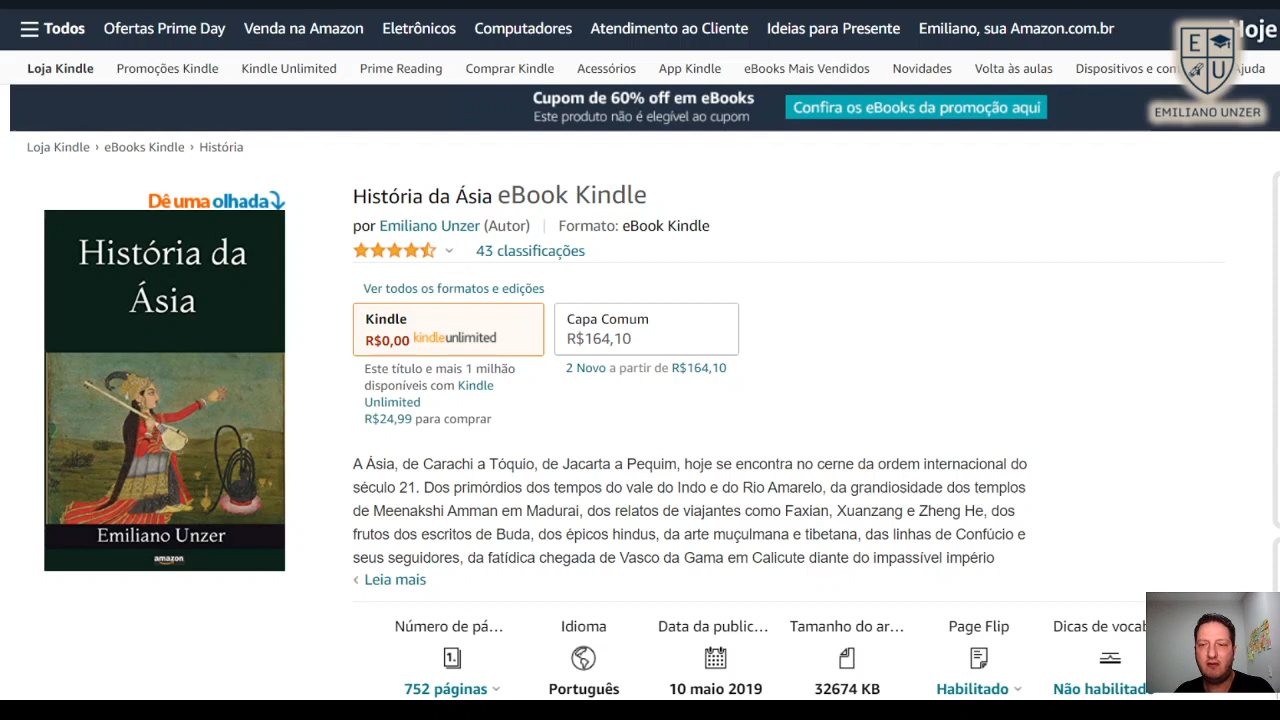 Todos Ofertas Prime Day Venda na Amazon Eletrônicos Computadores Atendimento ao Cliente Ideias para Presente Emiliano, sua Amazon.com.br Hoje
Loja Kindle Promoções Kindle Kindle Unlimited Prime Reading Comprar Kindle Acessórios App Kindle eBooks Mais Vendidos Novidades Volta às aulas Dispositivos e
E U
EMILIANO UNZER
Cupom de 60% off em eBooks
Este produto não é elegível ao cupom
Confira os eBooks da promoção aqui
Loja Kindle › eBooks Kindle › História
Dê uma olhada
História da
Ásia
Emiliano Unzer
amazon
História da Ásia eBook Kindle
por Emiliano Unzer (Autor) | Formato: eBook Kindle
43 classificações
Ver todos os formatos e edições
Kindle
R$0,00 kindleunlimited
Este título e mais 1 milhão
disponíveis com Kindle
Unlimited
R$24,99 para comprar
Capa Comum
R$164,10
2 Novo a partir de R$164,10
A Ásia, de Carachi a Tóquio, de Jacarta a Pequim, hoje se encontra no cerne da ordem internacional do
século 21. Dos primórdios dos tempos do vale do Indo e do Rio Amarelo, da grandiosidade dos templos
de Meenakshi Amman em Madurai, dos relatos de viajantes como Faxian, Xuanzang e Zheng He, dos
frutos dos escritos de Buda, dos épicos hindus, da arte muçulmana e tibetana, das linhas de Confúcio e
seus seguidores, da fatídica chegada de Vasco da Gama em Calicute diante do impassível império
‹ Leia mais
Número de pá… Idioma Data da public… Tamanho do ar… Page Flip Dicas de vocab
1.
752 páginas Português 10 maio 2019 32674 KB Habilitado Não habilitado